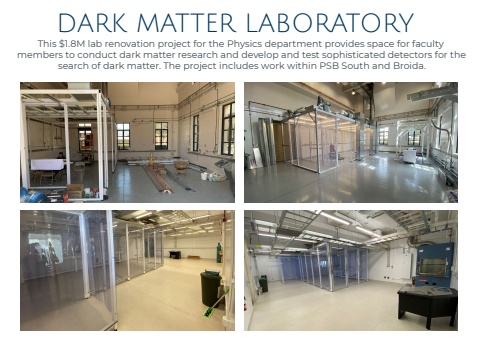 DARK MATTER LABORATORY
This $1.8M lab renovation project for the Physics department provides space for faculty
members to conduct dark matter research and develop and test sophisticated detectors for the
search of dark matter. The project includes work within PSB South and Broida.